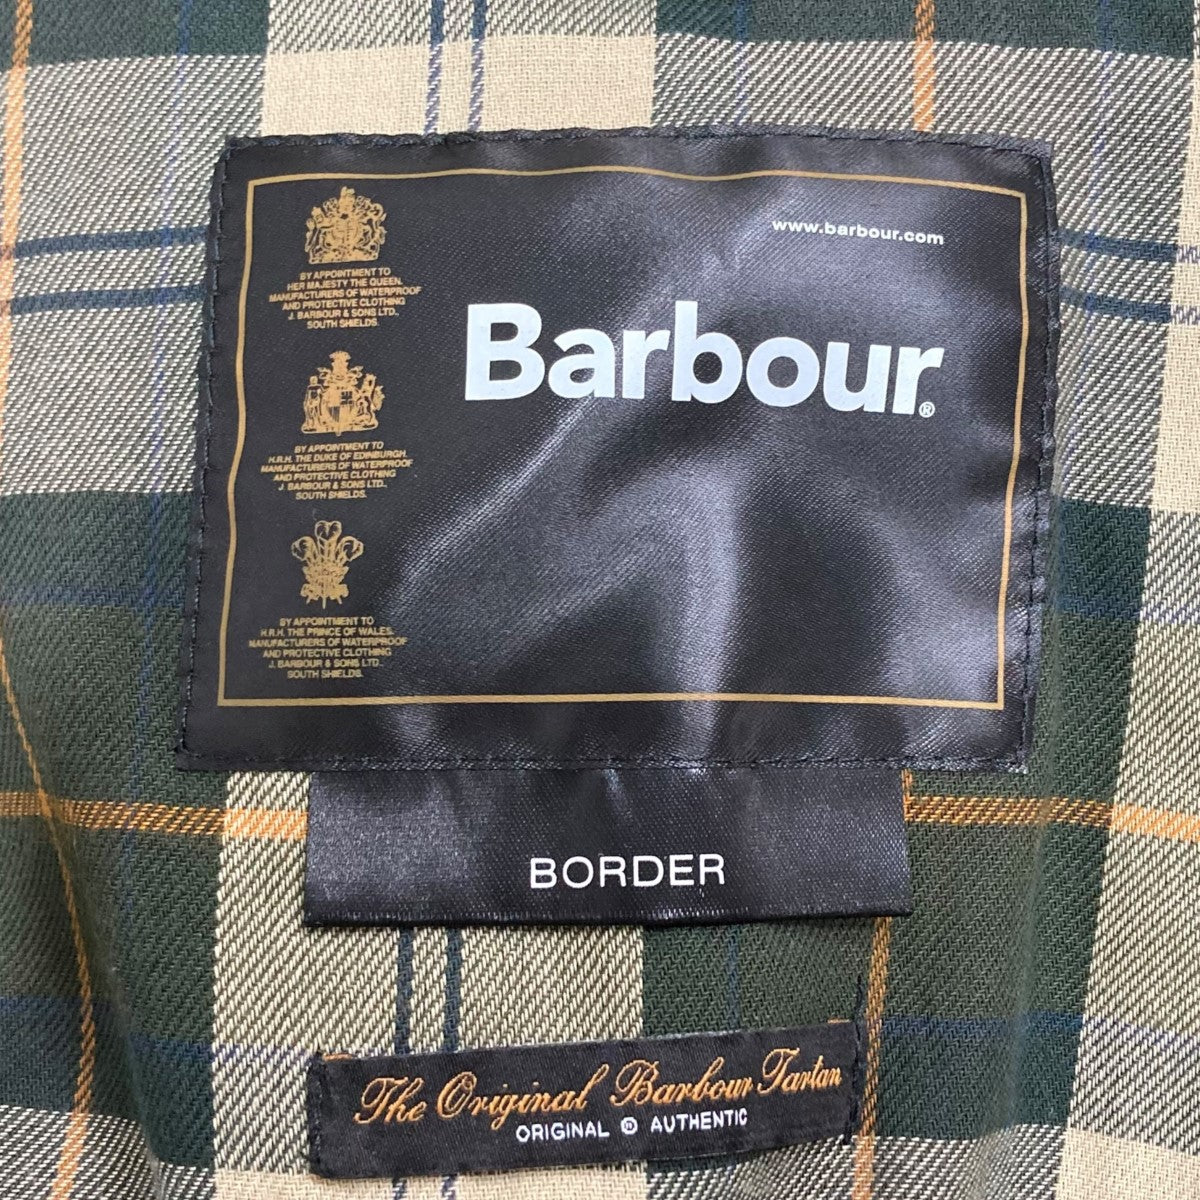 www.barbour.com
Barbour®
BY APPOINTMENT TO
HER MAJESTY THE QUEEN.
MANUFACTURERS OF WATERPROOF
AND PROTECTIVE CLOTHING
J. BARBOUR & SONS LTD.,
SOUTH SHIELDS.
BY APPOINTMENT TO
H.R.H. THE DUKE OF EDINBURGH
MANUFACTURERS OF WATERPROOF
AND PROTECTIVE CLOTHING
J. BARBOUR & SONS LTD.,
SOUTH SHIELDS.
BY APPOINTMENT TO
H.R.H. THE PRINCE OF WALES.
MANUFACTURERS OF WATERPROOF
AND PROTECTIVE CLOTHING
J. BARBOUR & SONS LTD.,
SOUTH SHIELDS.
BORDER
The Original Barbour Tartan
ORIGINAL ® AUTHENTIC